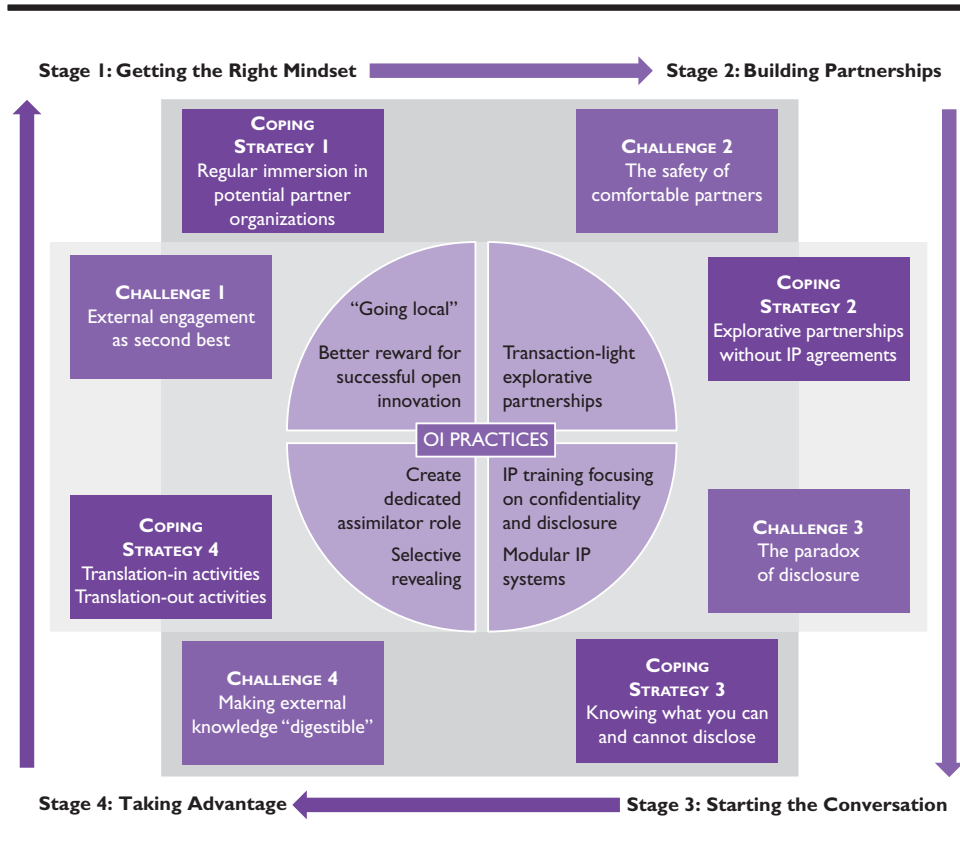 Stage 1: Getting the Right Mindset
Stage 2: Building Partnerships
COPING
STRATEGY 1
Regular immersion in
potential partner
organizations
CHALLENGE 2
The safety of
comfortable partners
CHALLENGE 1
External engagement
as second best
COPING
STRATEGY 2
Explorative partnerships
without IP agreements
“Going local”
Better reward for
successful open
innovation
Transaction-light
explorative
partnerships
OI PRACTICES
Create
dedicated
assimilator role
Selective
revealing
IP training focusing
on confidentiality
and disclosure
Modular IP
systems
COPING
STRATEGY 4
Translation-in activities
Translation-out activities
CHALLENGE 3
The paradox
of disclosure
CHALLENGE 4
Making external
knowledge “digestible”
COPING
STRATEGY 3
Knowing what you can
and cannot disclose
Stage 4: Taking Advantage
Stage 3: Starting the Conversation